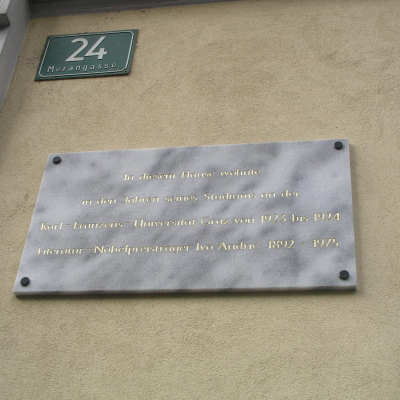 24
Merangasse
In diesem Hause wohnte
in den Jahren seines Studiums an der
Karl-Franzens-Universität Graz von 1923 bis 1924
Literatur-Nobelpreisträger Ivo Andrić 1892 - 1975